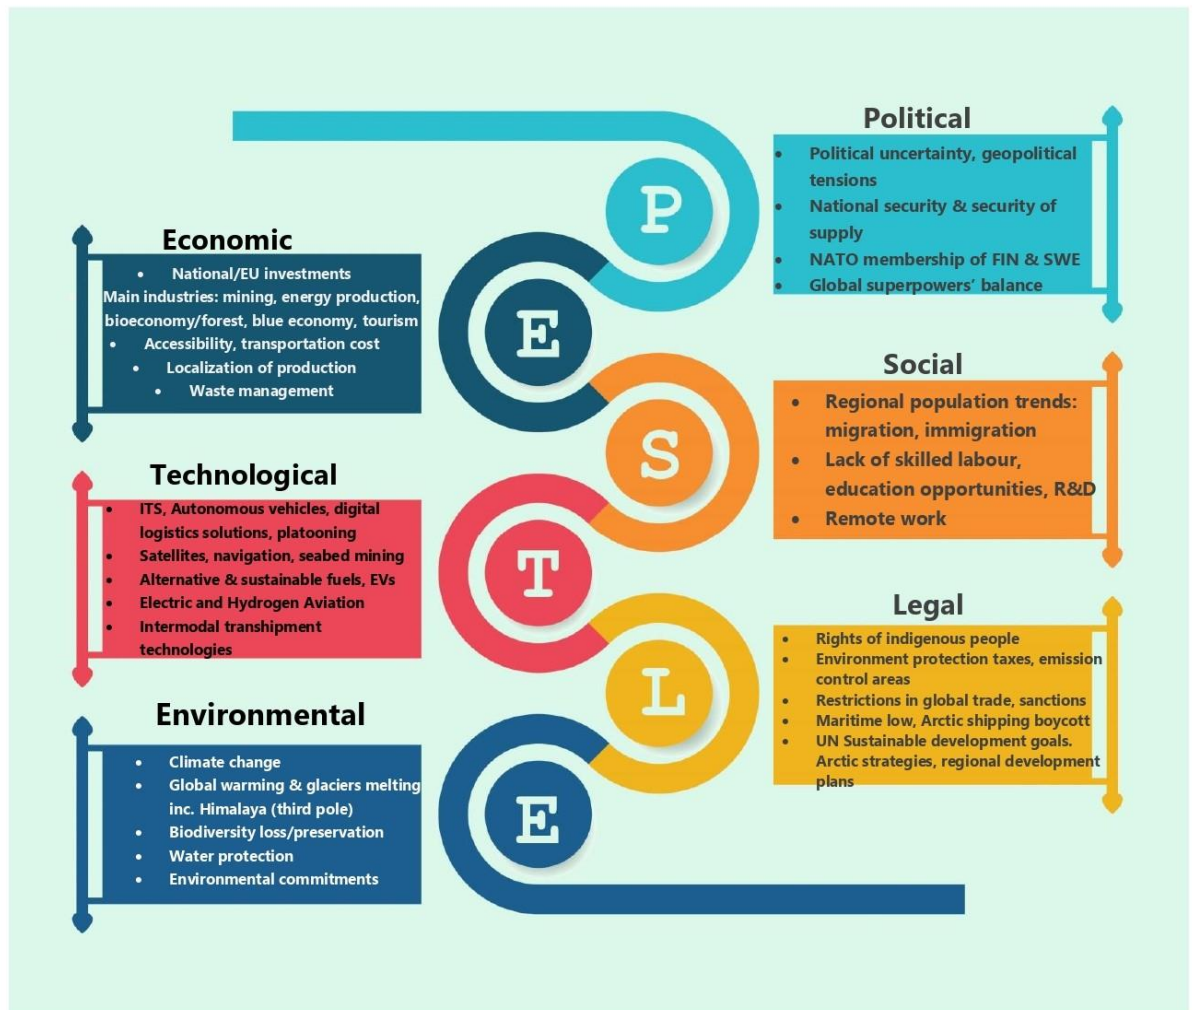 Political
• Political uncertainty, geopolitical
tensions
• National security & security of
supply
• NATO membership of FIN & SWE
• Global superpowers’ balance
P
Economic
• National/EU investments
Main industries: mining, energy production,
bioeconomy/forest, blue economy, tourism
• Accessibility, transportation cost
• Localization of production
• Waste management
E
Social
• Regional population trends:
migration, immigration
• Lack of skilled labour,
education opportunities, R&D
• Remote work
S
Technological
• ITS, Autonomous vehicles, digital
logistics solutions, platooning
• Satellites, navigation, seabed mining
• Alternative & sustainable fuels, EVs
• Electric and Hydrogen Aviation
• Intermodal transhipment
technologies
T
Legal
• Rights of indigenous people
• Environment protection taxes, emission
control areas
• Restrictions in global trade, sanctions
• Maritime low, Arctic shipping boycott
• UN Sustainable development goals.
Arctic strategies, regional development
plans
L
Environmental
• Climate change
• Global warming & glaciers melting
inc. Himalaya (third pole)
• Biodiversity loss/preservation
• Water protection
• Environmental commitments
E